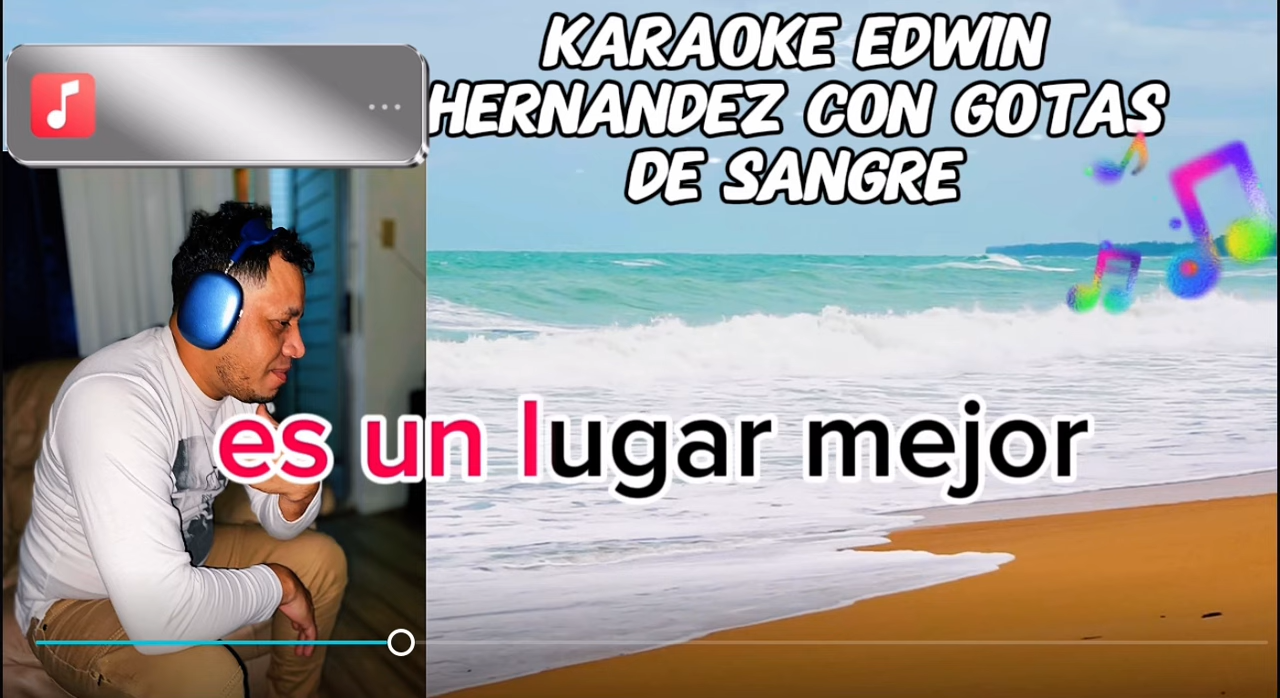 KARAOKE EDWIN
HERNANDEZ CON GOTAS
DE SANGRE
es un lugar mejor